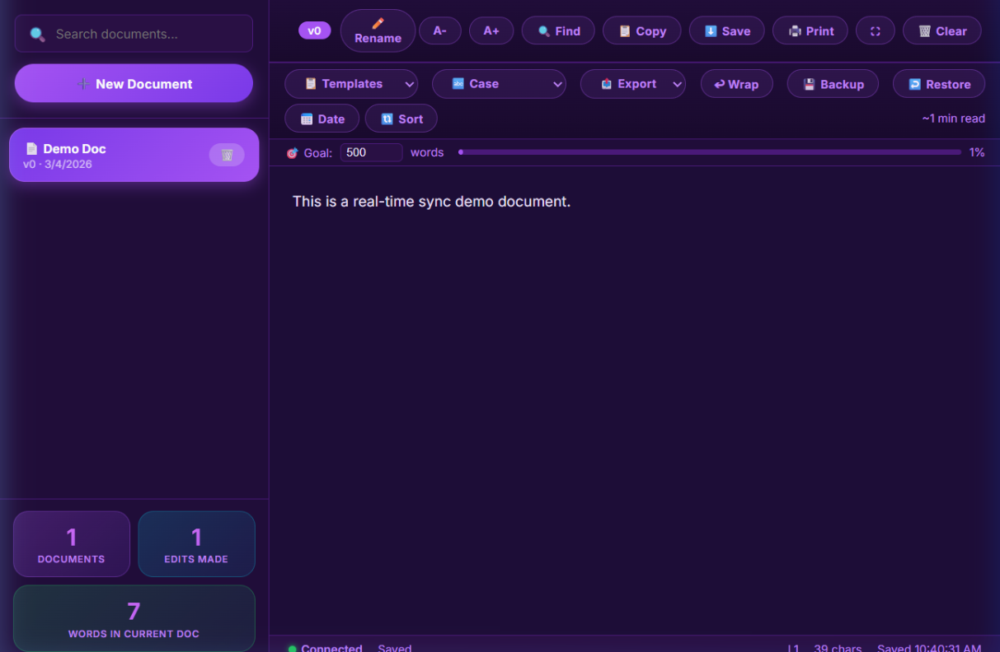 Search documents...
➕ New Document
Demo Doc
v0 · 3/4/2026
1
DOCUMENTS
1
EDITS MADE
7
WORDS IN CURRENT DOC
v0
Rename
A-
A+
Find
Copy
Save
Print
Clear
Templates
abc Case
Export
Wrap
Backup
Restore
Date
Sort
~1 min read
Goal:
500
words
1%
This is a real-time sync demo document.
Connected
Saved
L1
39 chars
Saved 10:40:31 AM